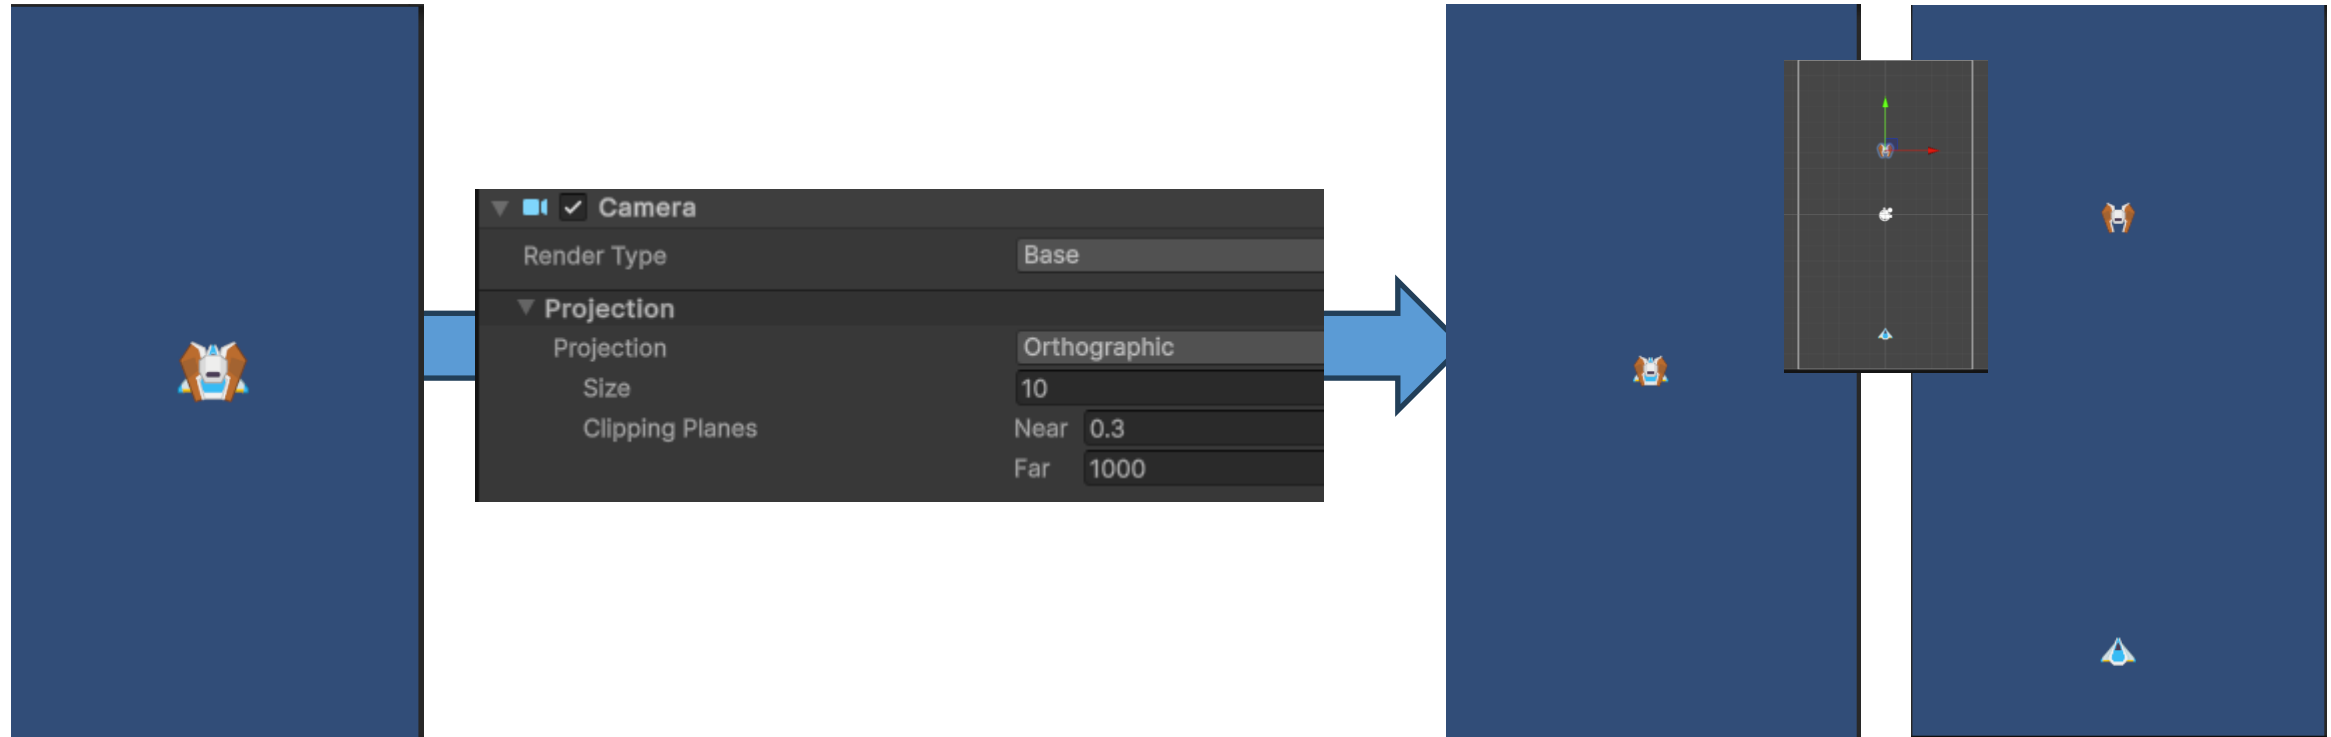 Camera
Render Type Base
Projection
Projection Orthographic
Size 10
Clipping Planes Near 0.3
Far 1000